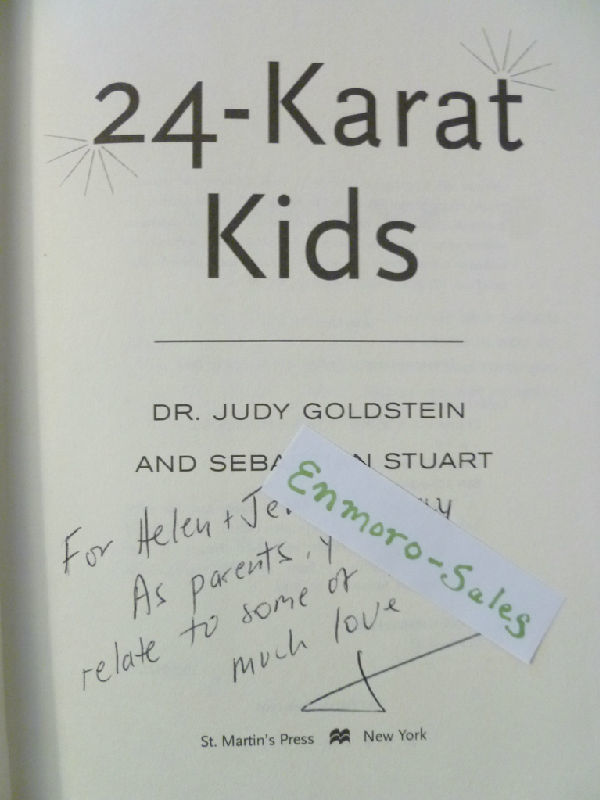 24-Karat
Kids
DR. JUDY GOLDSTEIN
AND SEBA N STUART
Enmoro-Sales
For Helen + Je
As parents, y
relate to some of
much love
St. Martin's Press New York